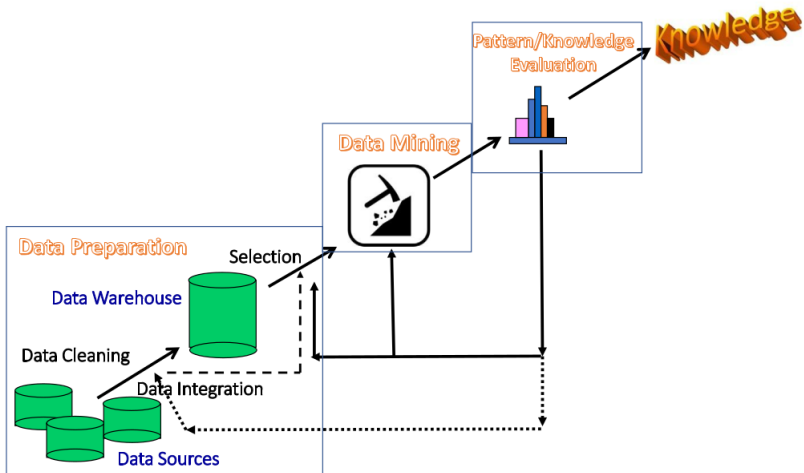 Knowledge
Pattern/Knowledge
Evaluation
Data Mining
Data Preparation
Selection
Data Warehouse
Data Cleaning
Data Integration
Data Sources